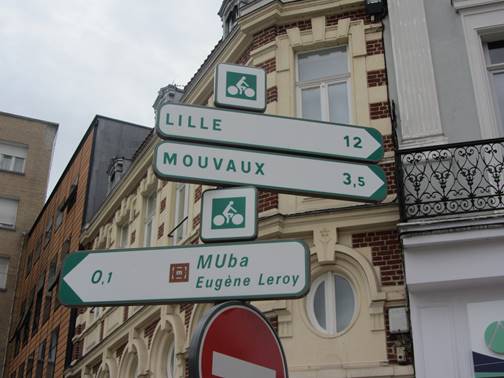 LILLE 12
MOUVAUX 3,5
0,1 MUba
Eugène Leroy